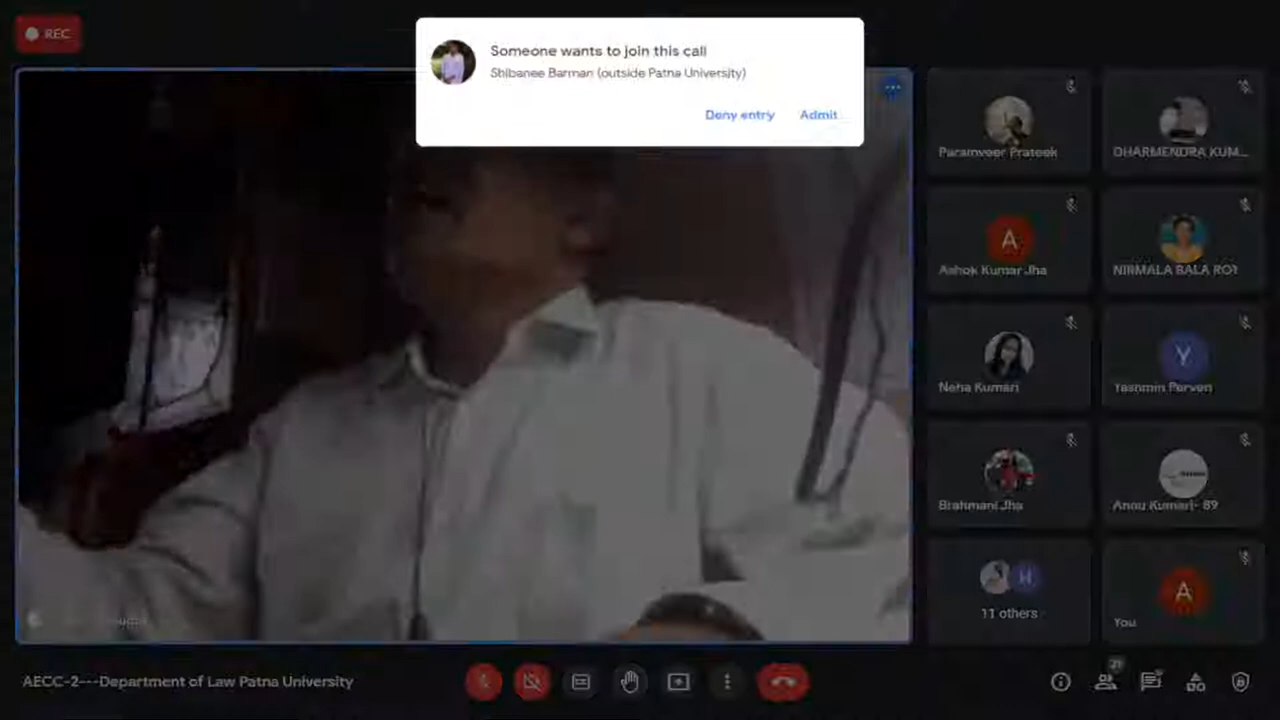 REC
Someone wants to join this call
Shibanee Barman (outside Patna University)
Deny entry
Admit
Paramveer Prateek
DHARMENDRA KUM...
A
Ashok Kumar Jha
NIRMALA BALA ROY
Neha Kumari
Y
Yasmin Perven
Brahmani Jha
Annu Kumari- 89
H
11 others
A
You
AECC-2---Department of Law Patna University
21